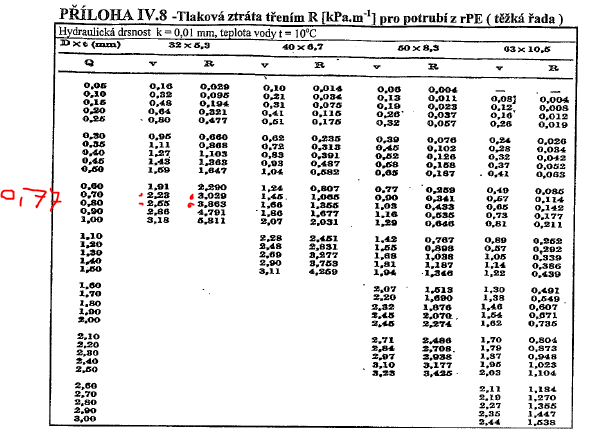 PŘÍLOHA IV.8 -Tlaková ztráta třením R [kPa.m⁻¹] pro potrubí z rPE ( těžká řada )
Hydraulická drsnost k = 0,01 mm, teplota vody t = 10°C
D × t (mm) 32 × 5,3 40 × 6,7 50 × 8,3 63 × 10,5
Q v R v R v R v R
0,05 0,16 0,029 0,10 0,014 0,06 0,004 — —
0,10 0,32 0,095 0,21 0,034 0,13 0,011 0,08 0,004
0,15 0,48 0,194 0,31 0,075 0,19 0,023 0,12 0,008
0,20 0,64 0,321 0,41 0,115 0,26 0,037 0,16 0,012
0,25 0,80 0,477 0,51 0,175 0,32 0,057 0,26 0,019
0,30 0,95 0,660 0,62 0,235 0,39 0,076 0,24 0,026
0,35 1,11 0,868 0,72 0,313 0,45 0,102 0,28 0,034
0,40 1,27 1,103 0,83 0,391 0,52 0,126 0,32 0,042
0,45 1,43 1,363 0,93 0,487 0,58 0,158 0,37 0,052
0,50 1,59 1,647 1,04 0,582 0,65 0,187 0,41 0,063
0,60 1,91 2,290 1,24 0,807 0,77 0,259 0,49 0,085
0,77 0,70 2,23 3,029 1,45 1,065 0,90 0,341 0,57 0,114
0,80 2,55 3,863 1,66 1,355 1,03 0,433 0,65 0,142
0,90 2,86 4,791 1,86 1,677 1,16 0,535 0,73 0,177
1,00 3,18 5,811 2,07 2,031 1,29 0,646 0,81 0,211
1,10 2,28 2,451 1,42 0,767 0,89 0,252
1,20 2,48 2,831 1,55 0,898 0,57 0,292
1,30 2,69 3,277 1,68 1,038 1,05 0,339
1,40 2,90 3,753 1,81 1,187 1,14 0,386
1,50 3,11 4,259 1,94 1,346 1,22 0,439
1,60 2,07 1,513 1,30 0,491
1,70 2,20 1,690 1,38 0,549
1,80 2,32 1,876 1,46 0,607
1,90 2,45 2,070 1,54 0,671
2,00 2,45 2,274 1,62 0,735
2,10 2,71 2,486 1,70 0,804
2,20 2,84 2,708 1,79 0,873
2,30 2,97 2,938 1,87 0,948
2,40 3,10 3,177 1,95 1,023
2,50 3,23 3,425 2,03 1,104
2,60 2,11 1,184
2,70 2,19 1,270
2,80 2,27 1,355
2,90 2,35 1,447
3,00 2,44 1,538